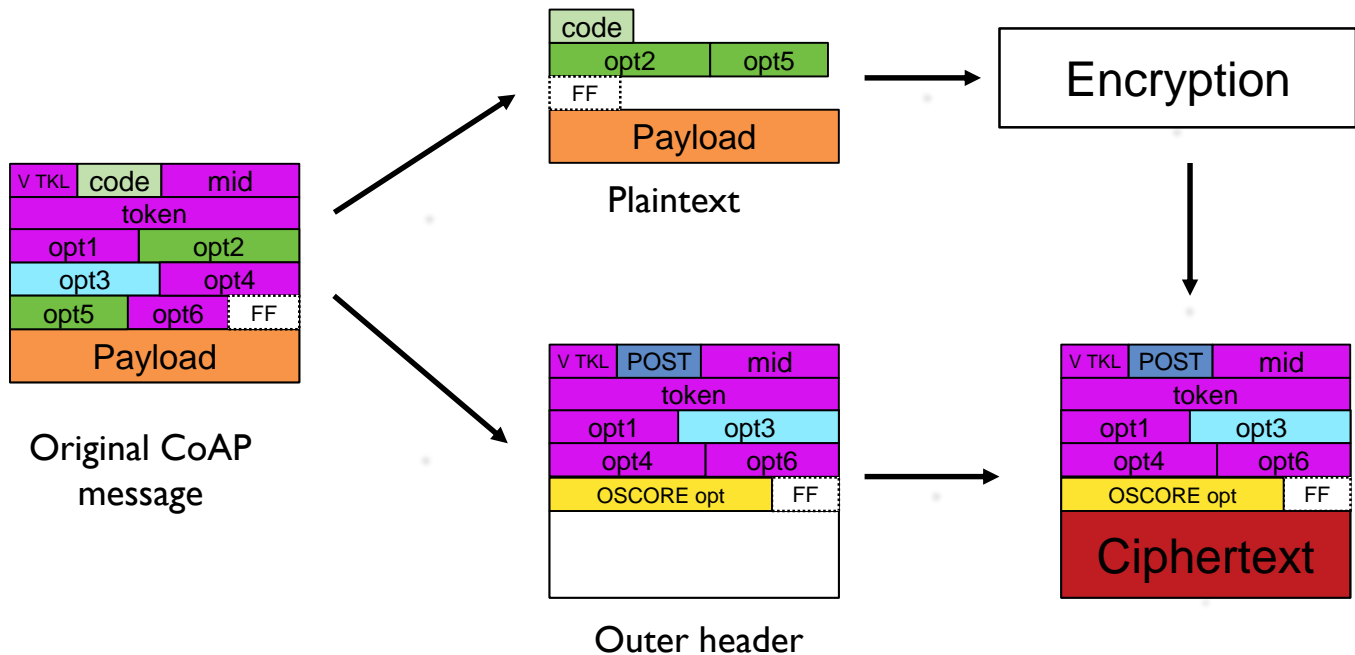 code
opt2 opt5
FF
Payload
Plaintext
Encryption
V TKL code mid
token
opt1 opt2
opt3 opt4
opt5 opt6 FF
Payload
Original CoAP
message
V TKL POST mid
token
opt1 opt3
opt4 opt6
OSCORE opt FF
Outer header
V TKL POST mid
token
opt1 opt3
opt4 opt6
OSCORE opt FF
Ciphertext